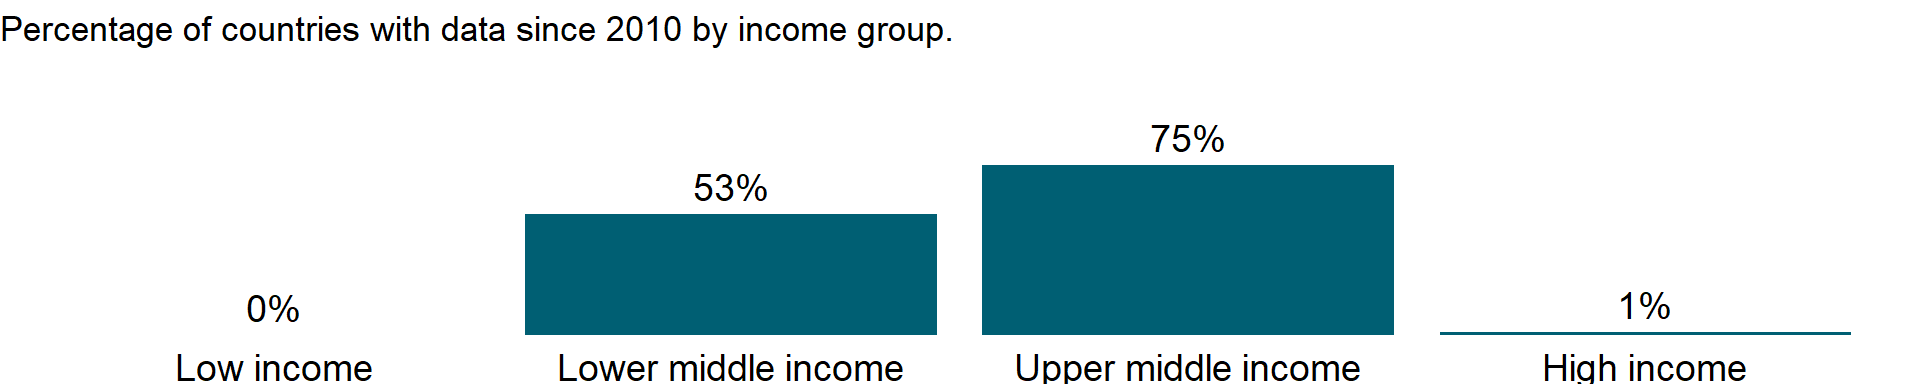 Percentage of countries with data since 2010 by income group.
75%
53%
0%
1%
Low income
Lower middle income
Upper middle income
High income